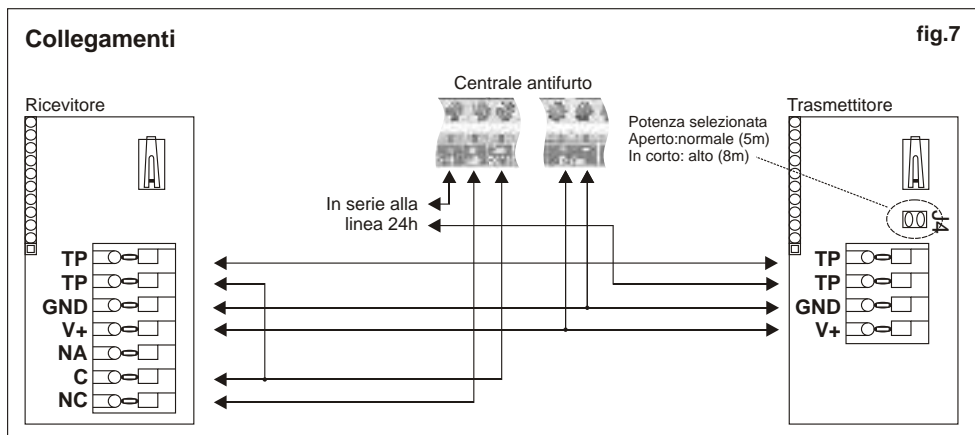 Collegamenti
fig.7
Centrale antifurto
Ricevitore
Trasmettitore
Potenza selezionata
Aperto:normale (5m)
In corto: alto (8m)
In serie alla
linea 24h
J4
TP
TP
GND
V+
NA
C
NC
TP
TP
GND
V+